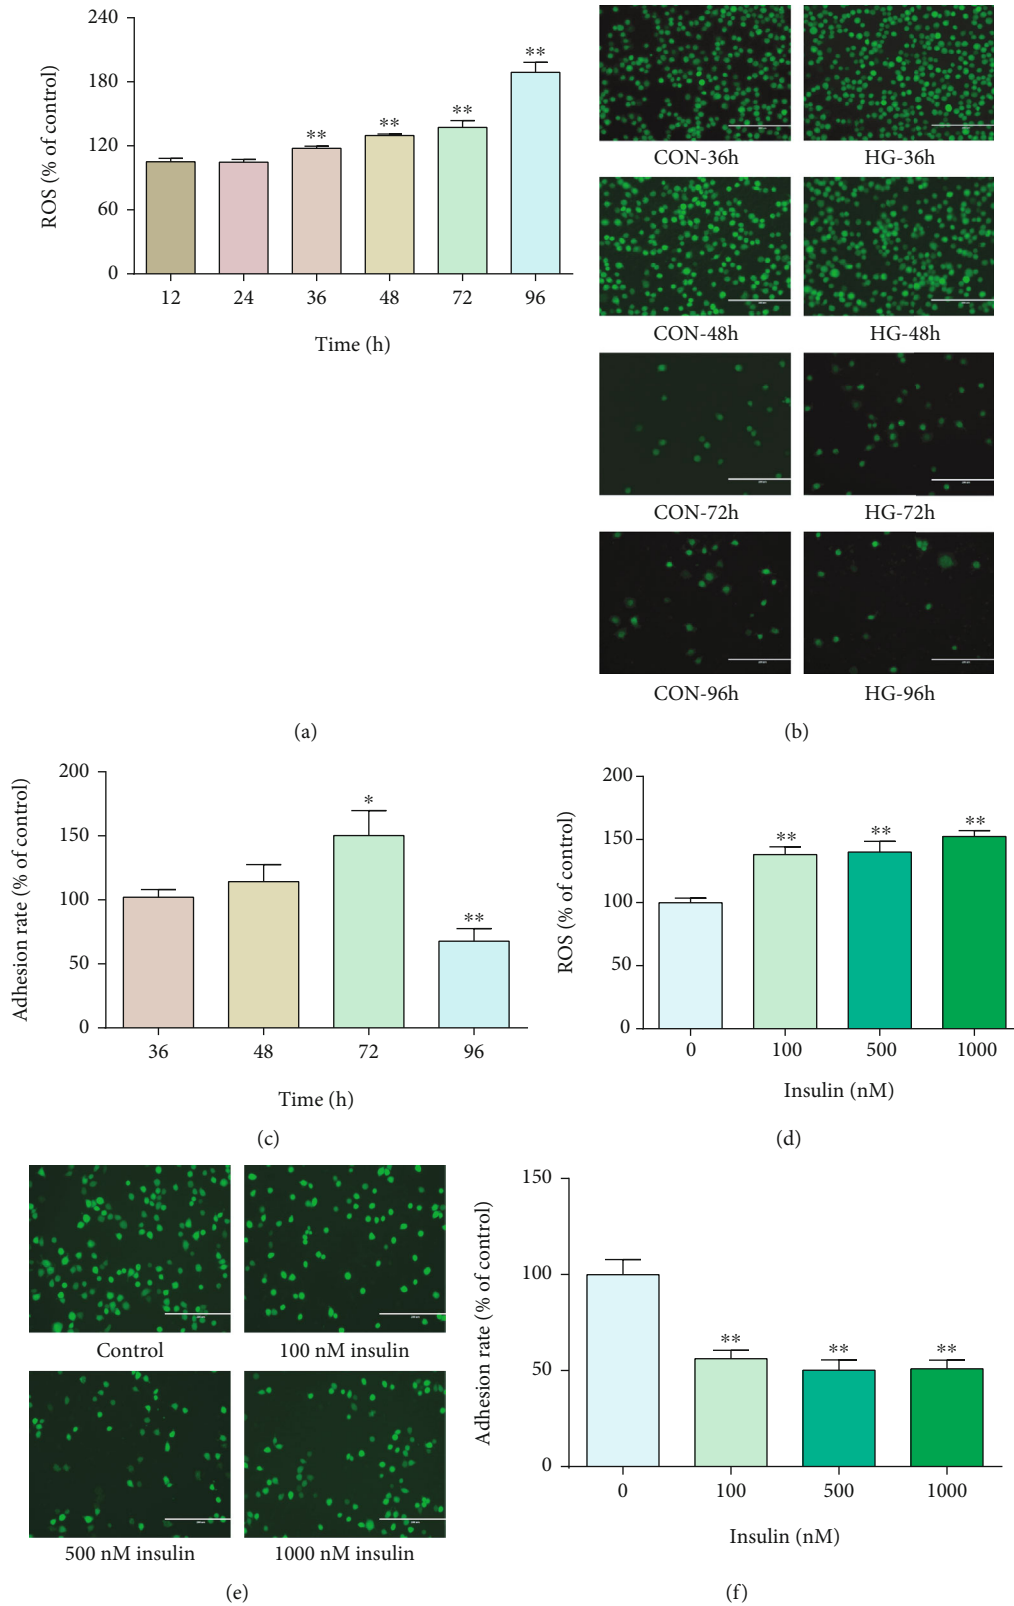 240
180
120
60
0
ROS (% of control)
** ** ** **
12 24 36 48 72 96
Time (h)
(a)
CON-36h HG-36h
CON-48h HG-48h
CON-72h HG-72h
CON-96h HG-96h
(b)
200
150
100
50
0
Adhesion rate (% of control)
* **
36 48 72 96
Time (h)
(c)
200
150
100
50
0
ROS (% of control)
** ** **
0 100 500 1000
Insulin (nM)
(d)
Control 100 nM insulin
500 nM insulin 1000 nM insulin
(e)
150
100
50
0
Adhesion rate (% of control)
** ** **
0 100 500 1000
Insulin (nM)
(f)